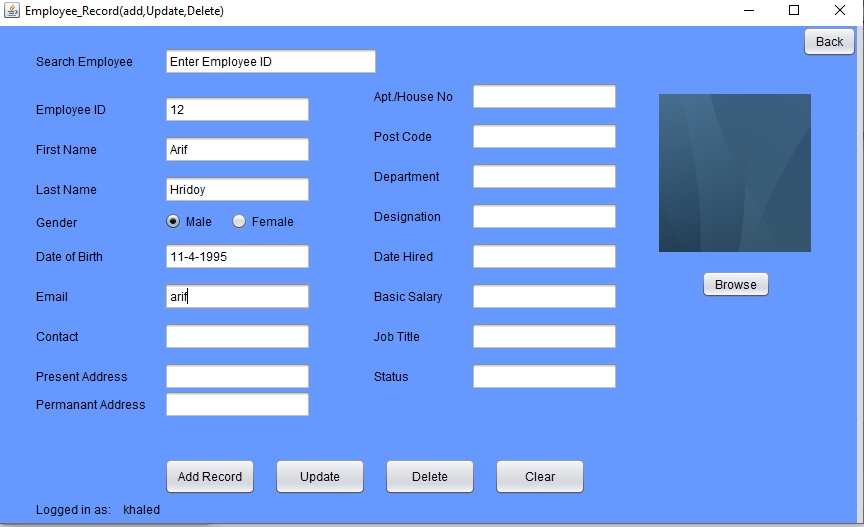 Employee_Record(add,Update,Delete)
Back
Search Employee Enter Employee ID
Employee ID 12
First Name Arif
Last Name Hridoy
Gender Male Female
Date of Birth 11-4-1995
Email arif
Contact
Present Address
Permanant Address
Apt./House No
Post Code
Department
Designation
Date Hired
Basic Salary
Job Title
Status
Browse
Add Record Update Delete Clear
Logged in as: khaled